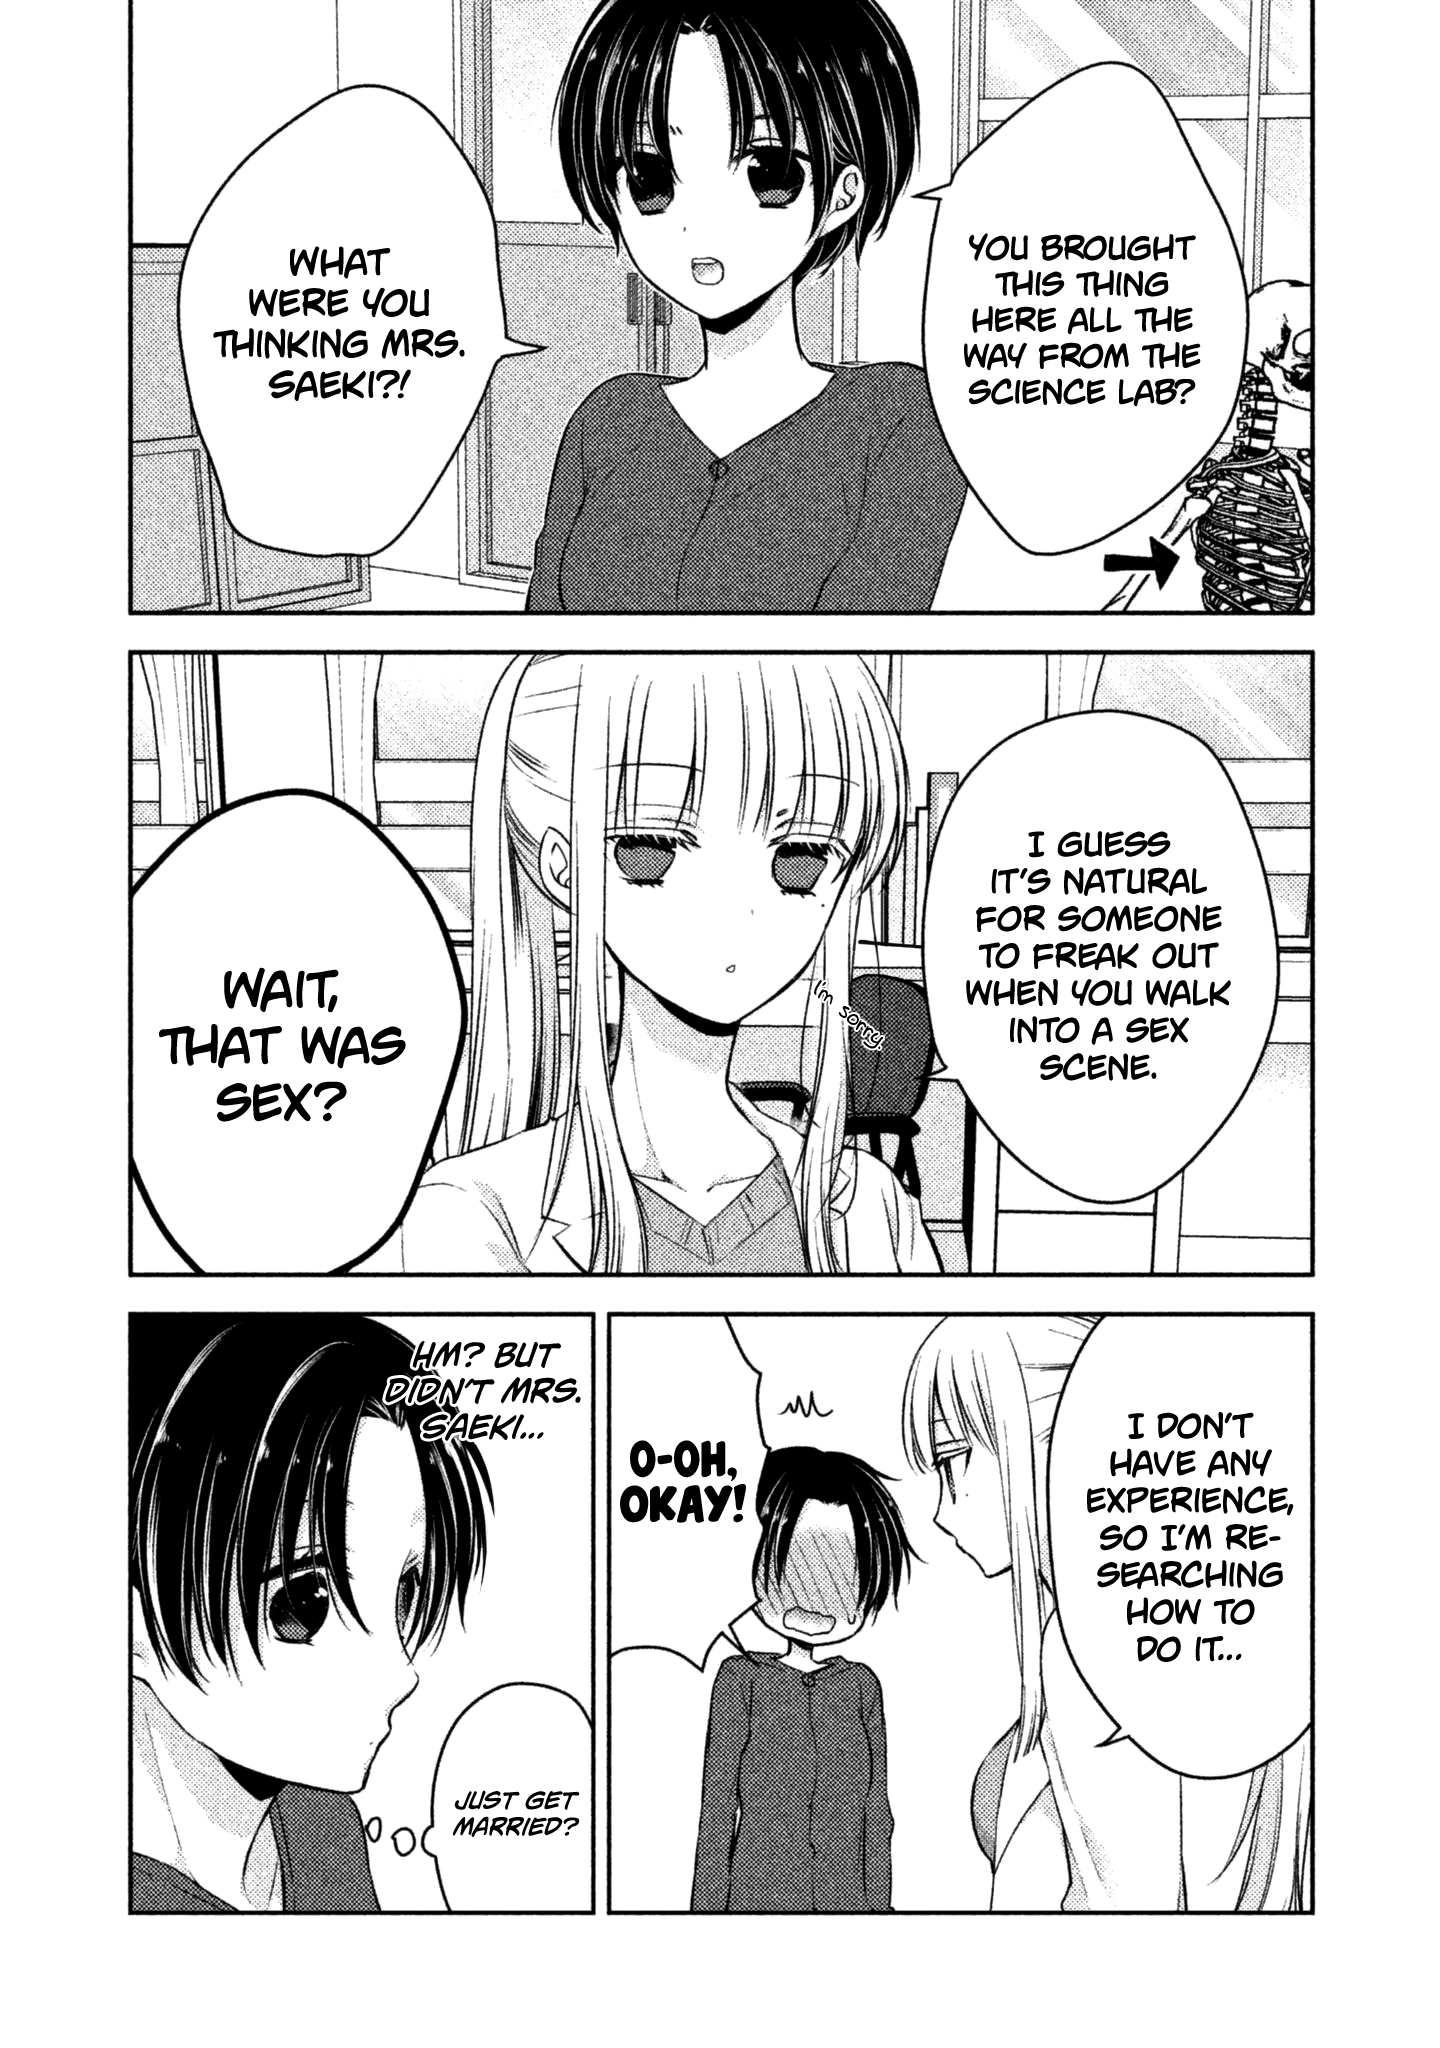 YOU BROUGHT
THIS THING
HERE ALL THE
WAY FROM THE
SCIENCE LAB?
WHAT
WERE YOU
THINKING MRS.
SAEKI?!
I GUESS
IT'S NATURAL
FOR SOMEONE
TO FREAK OUT
WHEN YOU WALK
INTO A SEX
SCENE.
I'm sorry.
WAIT,
THAT WAS
SEX?
I DON'T
HAVE ANY
EXPERIENCE,
SO I'M RE-
SEARCHING
HOW TO
DO IT...
O-OH,
OKAY!
HM? BUT
DIDN'T MRS.
SAEKI...
JUST GET
MARRIED?